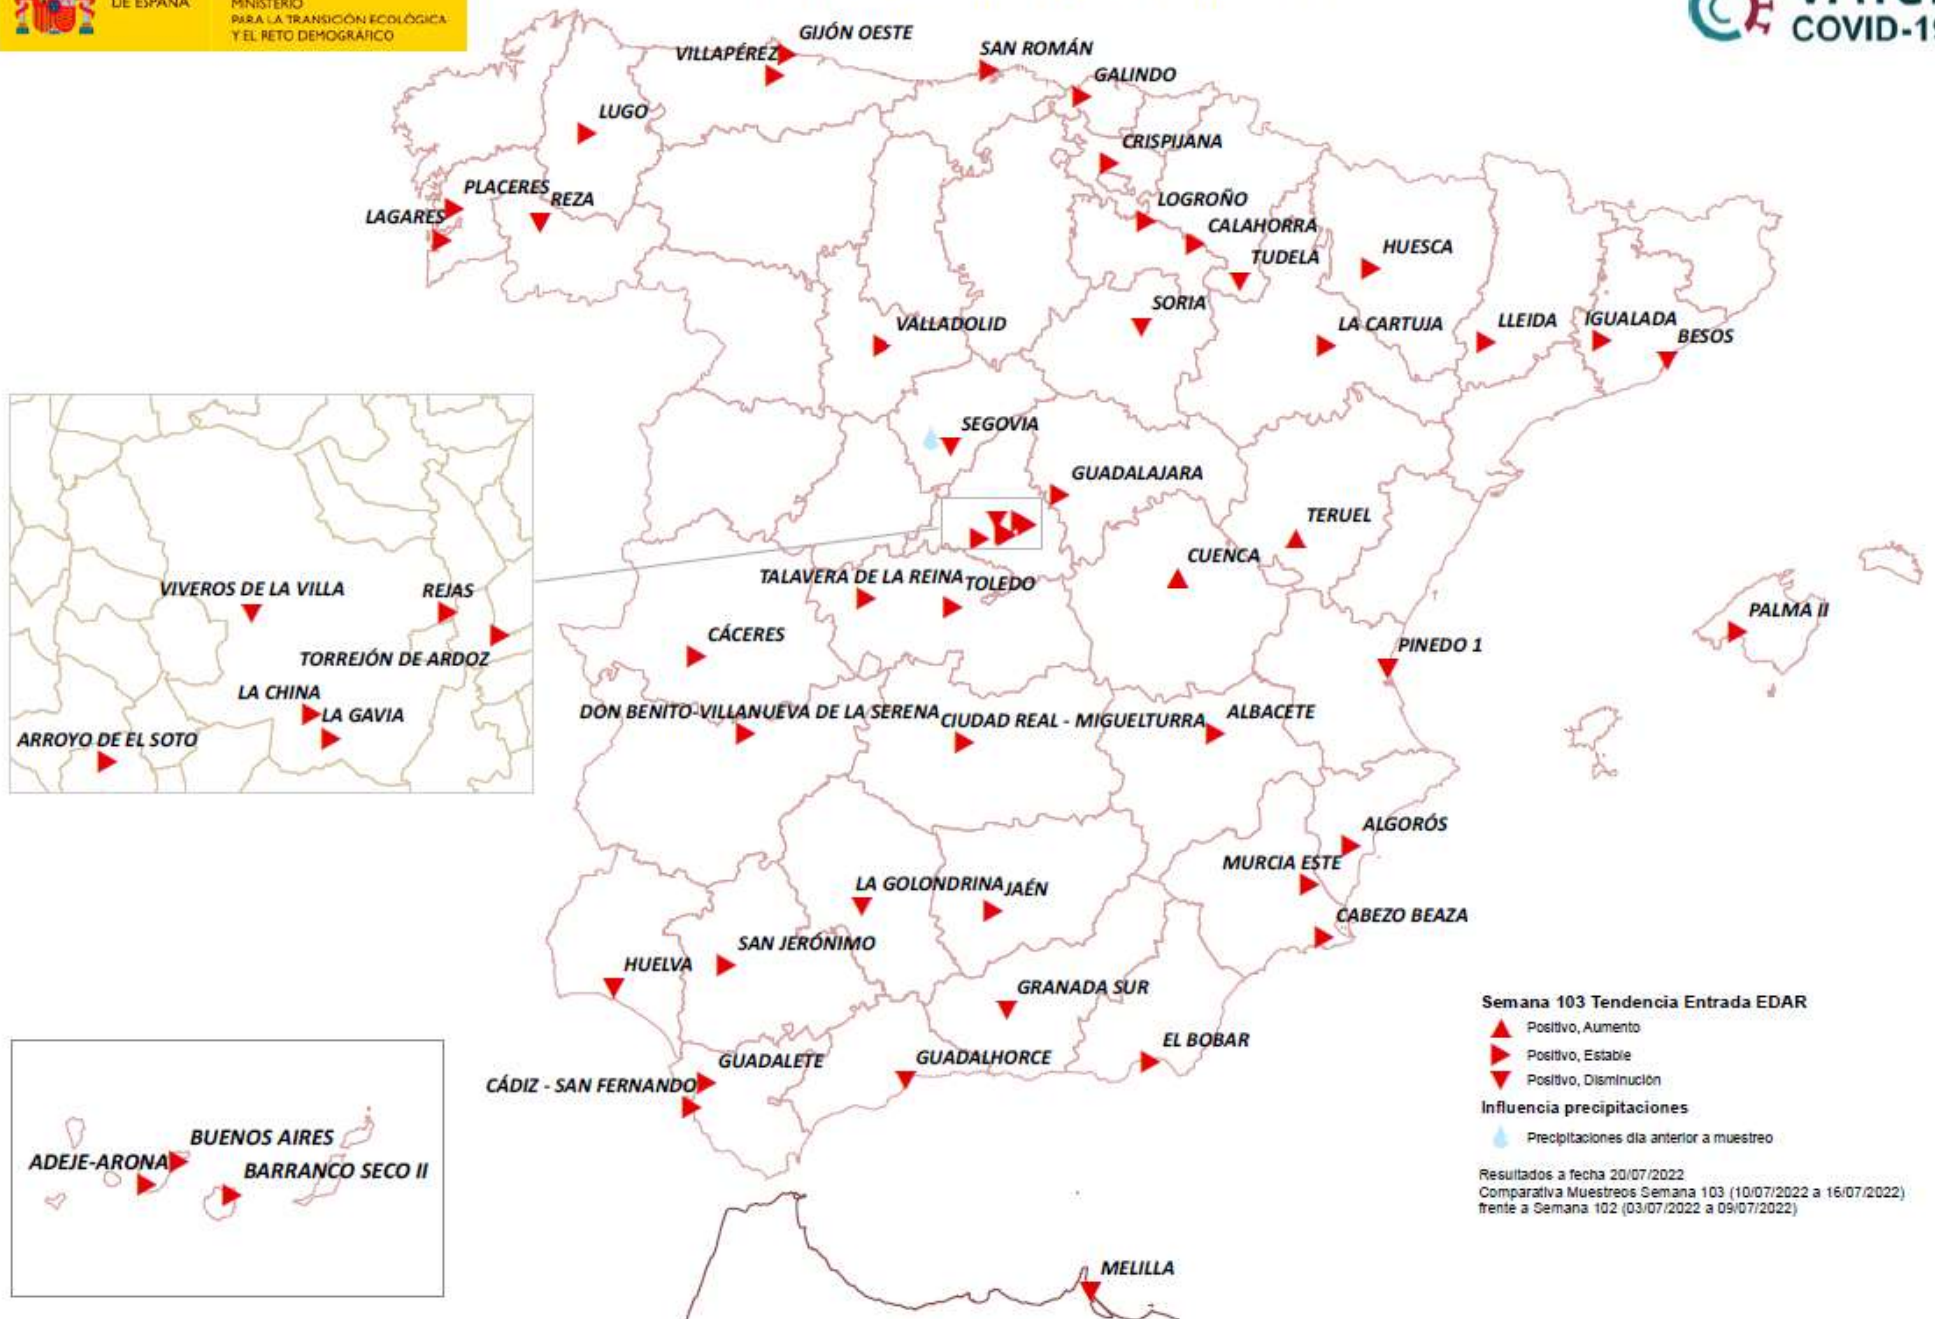 DE ESPAÑA
MINISTERIO
PARA LA TRANSICIÓN ECOLÓGICA
Y EL RETO DEMOGRÁFICO
COVID-19
GIJÓN OESTE
VILLAPÉREZ
SAN ROMÁN
GALINDO
LUGO
CRISPIJANA
PLACERES
REZA
LAGARES
LOGROÑO
CALAHORRA
TUDELA
HUESCA
SORIA
VALLADOLID
LA CARTUJA
LLEIDA
IGUALADA
BESOS
SEGOVIA
GUADALAJARA
TERUEL
CUENCA
TALAVERA DE LA REINA
TOLEDO
VIVEROS DE LA VILLA
REJAS
TORREJÓN DE ARDOZ
LA CHINA
LA GAVIA
ARROYO DE EL SOTO
CÁCERES
PALMA II
PINEDO 1
DON BENITO-VILLANUEVA DE LA SERENA
CIUDAD REAL - MIGUELTURRA
ALBACETE
ALGORÓS
MURCIA ESTE
LA GOLONDRINA
JAÉN
CABEZO BEAZA
SAN JERÓNIMO
HUELVA
GRANADA SUR
EL BOBAR
GUADALETE
GUADALHORCE
CÁDIZ - SAN FERNANDO
BUENOS AIRES
ADEJE-ARONA
BARRANCO SECO II
MELILLA
Semana 103 Tendencia Entrada EDAR
Positivo, Aumento
Positivo, Estable
Positivo, Disminución
Influencia precipitaciones
Precipitaciones día anterior a muestreo
Resultados a fecha 20/07/2022
Comparativa Muestreos Semana 103 (10/07/2022 a 16/07/2022)
frente a Semana 102 (03/07/2022 a 09/07/2022)